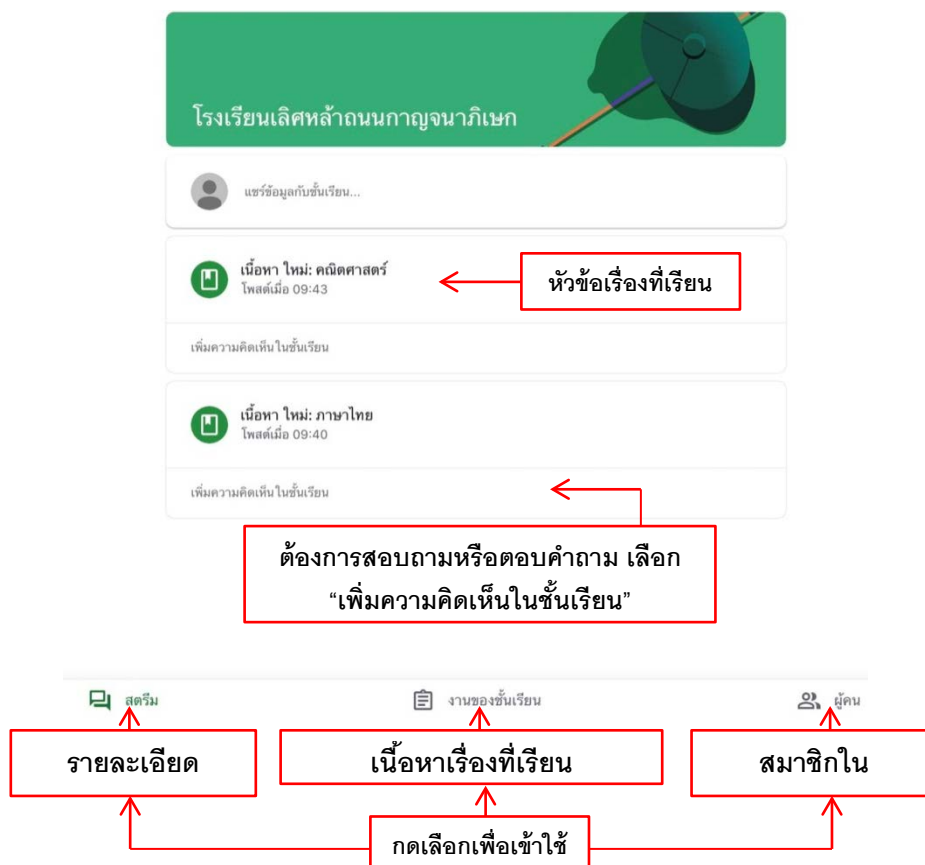 โรงเรียนเลิศหล้าถนนกาญจนาภิเษก
แชร์ข้อมูลกับชั้นเรียน...
เนื้อหา ใหม่: คณิตศาสตร์
โพสต์เมื่อ 09:43
หัวข้อเรื่องที่เรียน
เพิ่มความคิดเห็นในชั้นเรียน
เนื้อหา ใหม่: ภาษาไทย
โพสต์เมื่อ 09:40
เพิ่มความคิดเห็นในชั้นเรียน
ต้องการสอบถามหรือตอบคำถาม เลือก
“เพิ่มความคิดเห็นในชั้นเรียน”
สตรีม
งานของชั้นเรียน
ผู้คน
รายละเอียด
เนื้อหาเรื่องที่เรียน
สมาชิกใน
กดเลือกเพื่อเข้าใช้